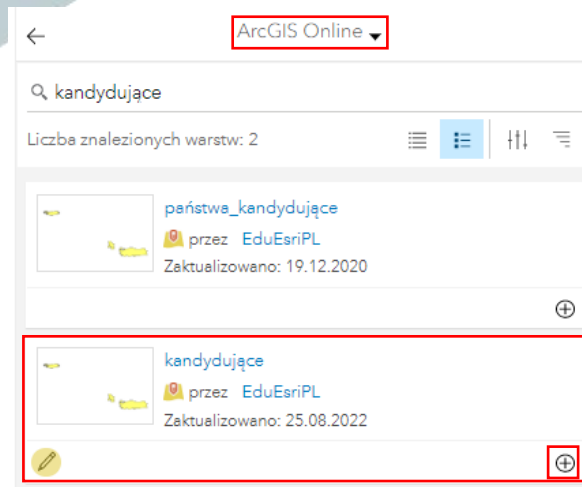 ArcGIS Online
kandydujące
Liczba znalezionych warstw: 2
państwa_kandydujące
przez EduEsriPL
Zaktualizowano: 19.12.2020
kandydujące
przez EduEsriPL
Zaktualizowano: 25.08.2022